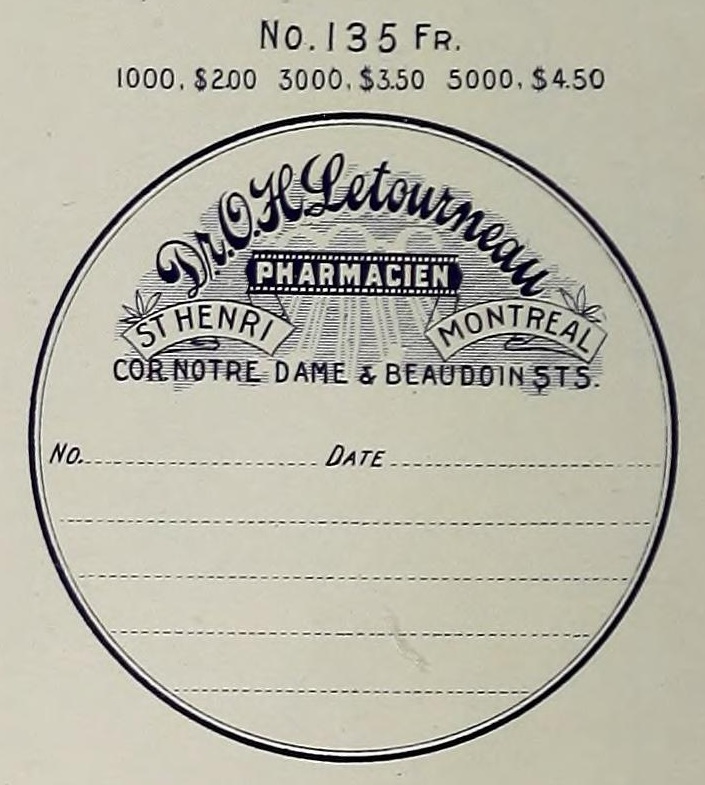 No. 135 Fr.
1000, $2.00 3000, $3.50 5000, $4.50
Dr. O. H. Letourneau
PHARMACIEN
ST HENRI MONTREAL
COR. NOTRE DAME & BEAUDOIN STS.
No. DATE